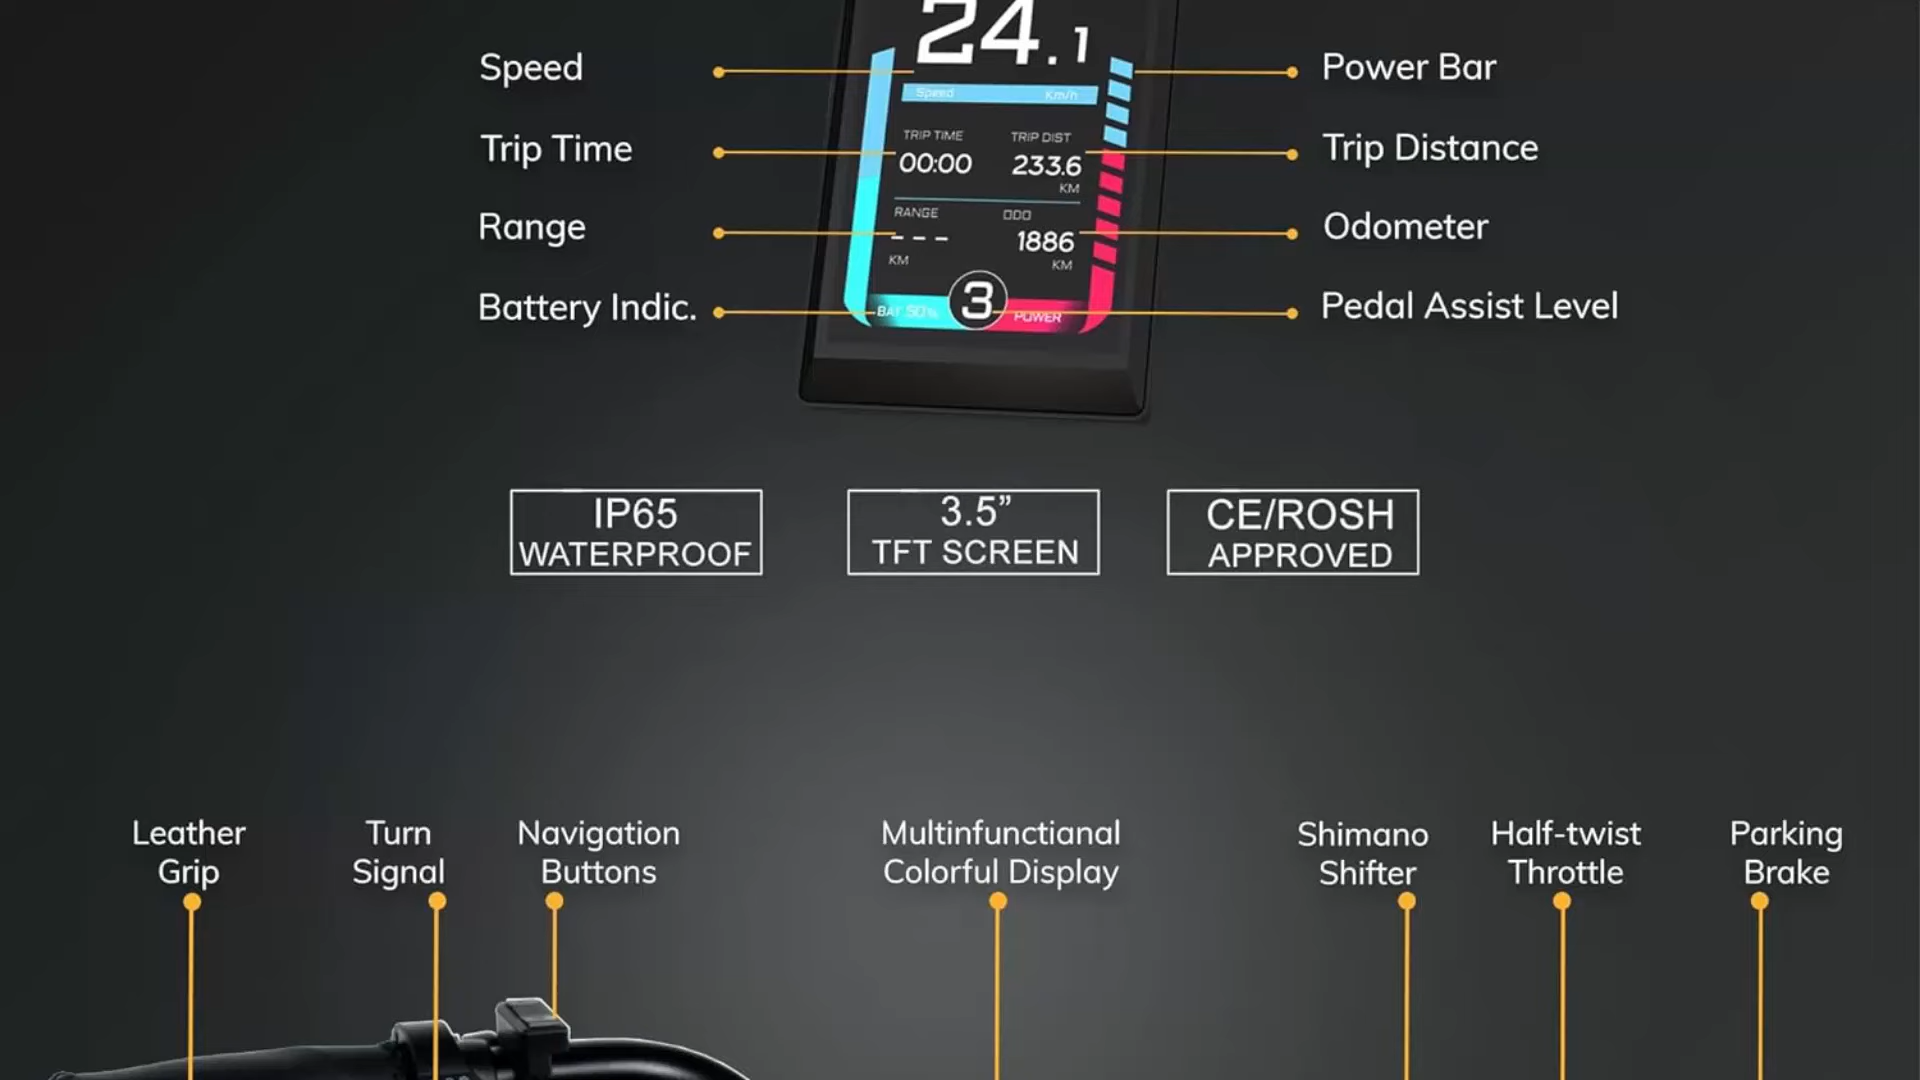 24.1
Speed
Power Bar
Speed Km/h
TRIP TIME TRIP DIST
Trip Time
00:00 233.6
Trip Distance
KM
RANGE ODO
Range
--- 1886
Odometer
KM KM
Battery Indic.
BAT 50% 3 POWER
Pedal Assist Level
IP65
WATERPROOF
3.5”
TFT SCREEN
CE/ROSH
APPROVED
Leather
Grip
Turn
Signal
Navigation
Buttons
Multinfunctianal
Colorful Display
Shimano
Shifter
Half-twist
Throttle
Parking
Brake